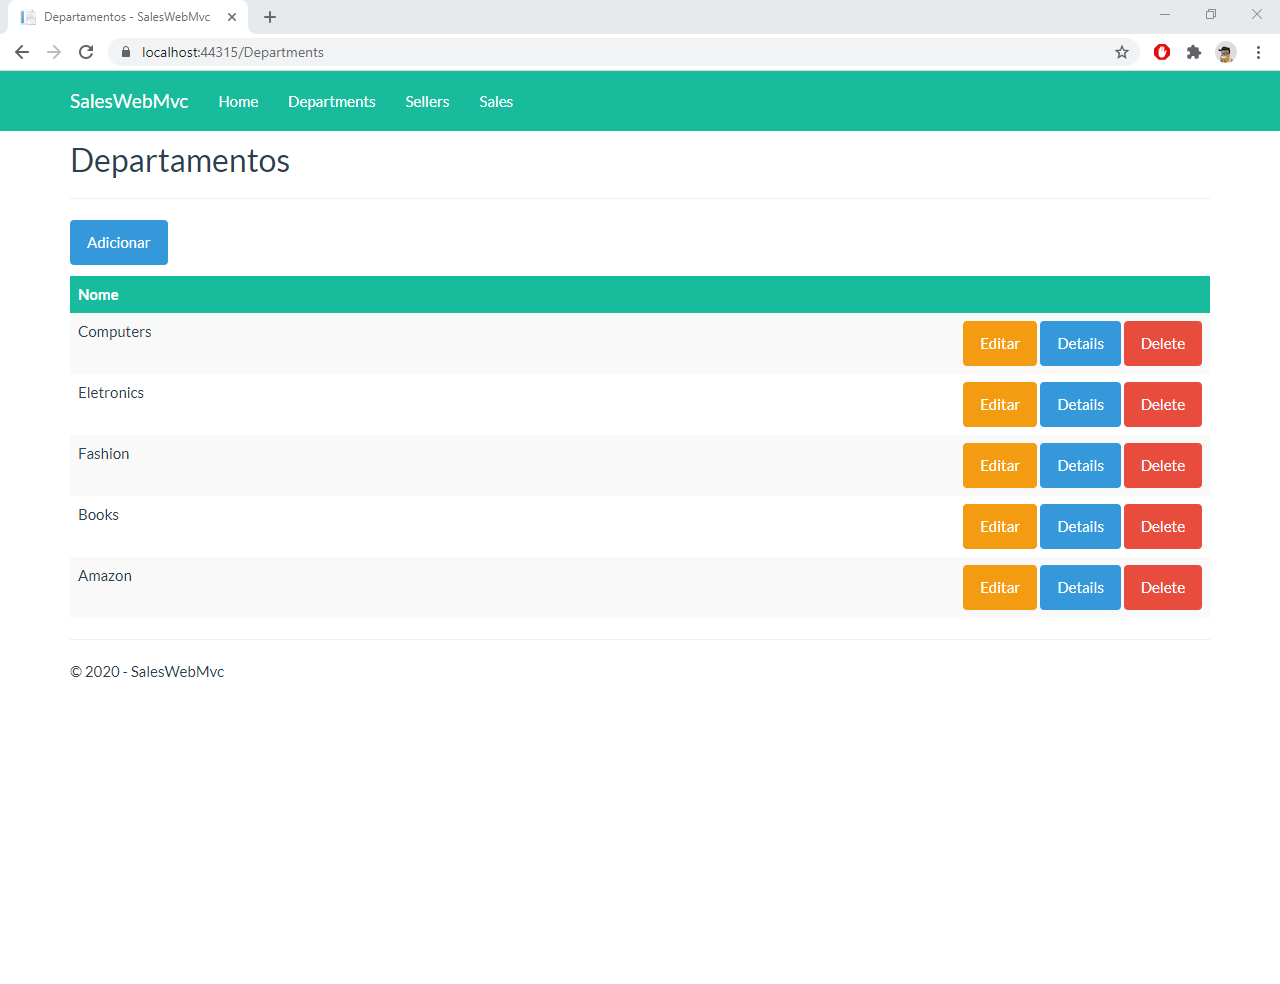 Departamentos - SalesWebMvc
localhost:44315/Departments
SalesWebMvc Home Departments Sellers Sales
Departamentos
Adicionar
Nome
Computers Editar Details Delete
Eletronics Editar Details Delete
Fashion Editar Details Delete
Books Editar Details Delete
Amazon Editar Details Delete
© 2020 - SalesWebMvc